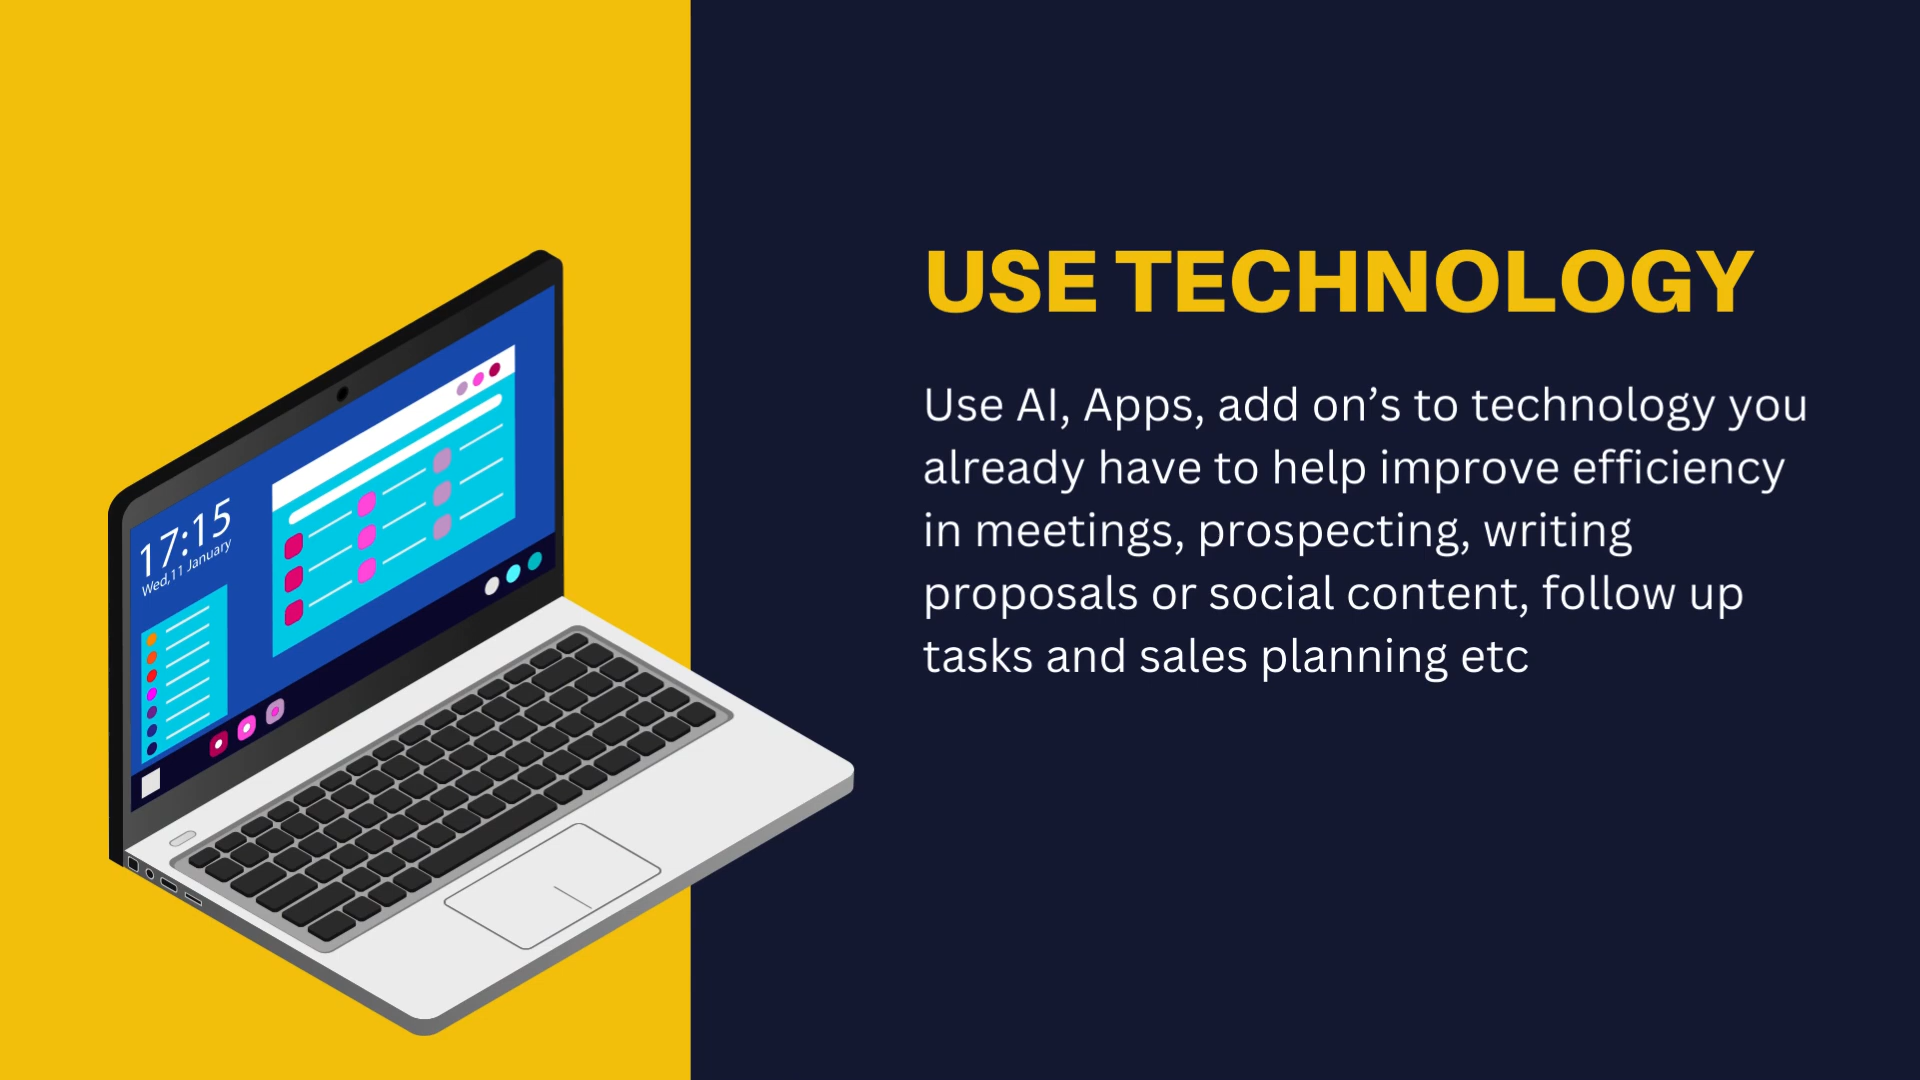 USE TECHNOLOGY
Use AI, Apps, add on’s to technology you
already have to help improve efficiency
in meetings, prospecting, writing
proposals or social content, follow up
tasks and sales planning etc
17:15
Wed,11 January